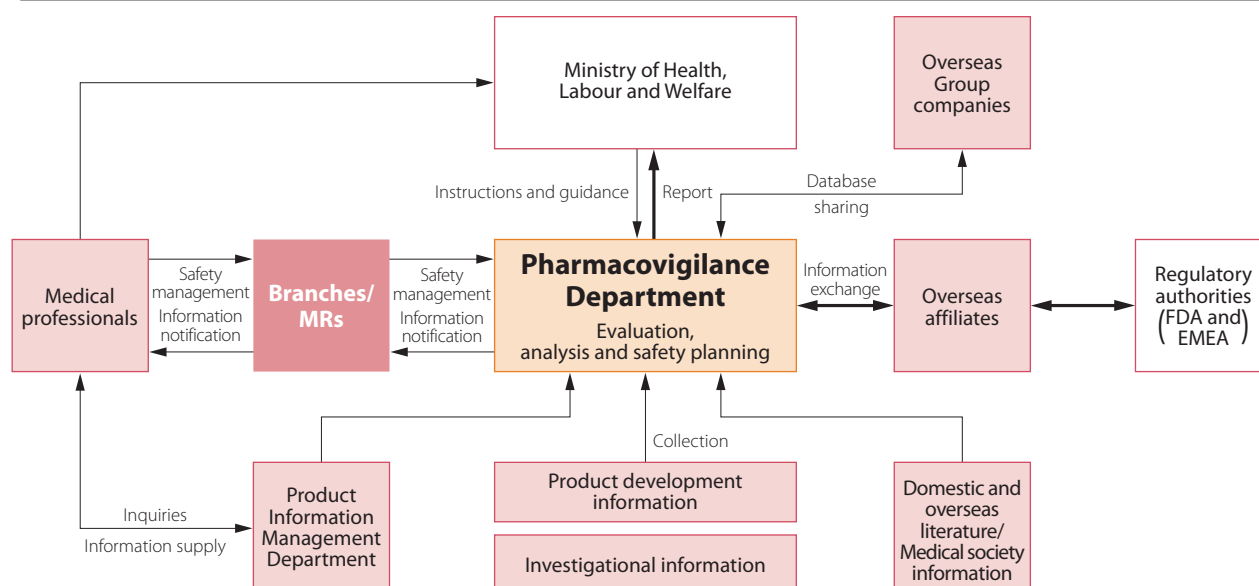 Ministry of Health,
Labour and Welfare
Overseas
Group
companies
Instructions and guidance
Report
Database
sharing
Medical
professionals
Safety
management
Information
notification
Branches/
MRs
Safety
management
Information
notification
Pharmacovigilance
Department
Evaluation,
analysis and safety planning
Information
exchange
Overseas
affiliates
Regulatory
authorities
(FDA and
EMEA)
Collection
Inquiries
Information supply
Product
Information
Management
Department
Product development
information
Investigational information
Domestic and
overseas
literature/
Medical society
information